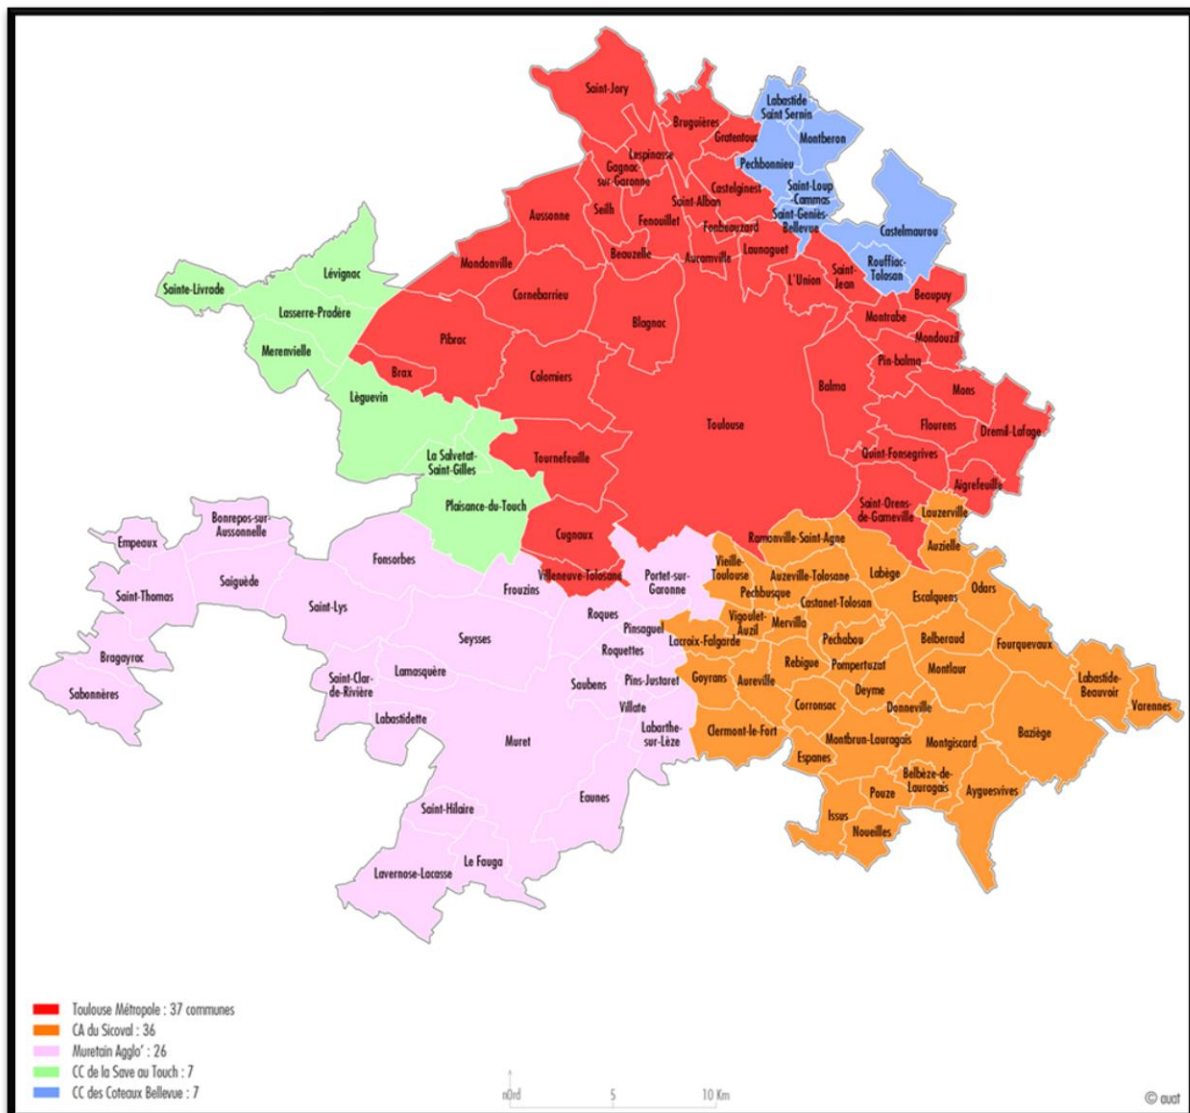 Saint-Jory
Bruguières
Labastide
Saint Sernin
Gratentour
Montberon
Lespinasse
Pechbonnieu
Gagnac-
sur-Garonne
Castelginest
Saint-Loup
-Cammas
Saint-Alban
Seilh
Aussonne
Fenouillet
Fonbeauzard
Saint-Geniès-
Bellevue
Castelmaurou
Launaguet
Beauzelle
Aucamville
Mondonville
Rouffiac-
Tolosan
Lévignac
Saint-
Jean
L'Union
Sainte-Livrade
Cornebarrieu
Beaupuy
Lasserre-Pradère
Montrabe
Blagnac
Pibrac
Mondouzil
Merenvielle
Pin-balma
Brax
Colomiers
Balma
Mons
Lèguevin
Toulouse
Flourens
Dremil-Lafage
La Salvetat-
Saint-Gilles
Tournefeuille
Quint-Fonsegrives
Aigrefeuille
Plaisance-du-Touch
Saint-Orens-
de-Gameville
Lauzerville
Bonrepos-sur-
Aussonnelle
Cugnaux
Ramonville-Saint-Agne
Empeaux
Auzielle
Fonsorbes
Vieille-
Toulouse
Saiguède
Villeneuve-Tolosane
Portet-sur-
Garonne
Auzeville-Tolosane
Labège
Frouzins
Pechbusque
Odars
Saint-Thomas
Escalquens
Saint-Lys
Castanet-Tolosan
Roques
Vigoulet-
Auzil
Mervilla
Pinsaguel
Seysses
Lacroix-Falgarde
Pechabou
Belberaud
Fourquevaux
Roquettes
Bragayrac
Rebigue
Pompertuzat
Montlaur
Lamasquère
Saint-Clar-
de-Rivière
Goyrans
Aureville
Labastide-
Beauvoir
Saubens
Pins-Justaret
Deyme
Sabonnères
Corronsac
Donneville
Varennes
Villate
Labastidette
Labarthe-
sur-Lèze
Clermont-le-Fort
Baziège
Muret
Montbrun-Lauragais
Montgiscard
Espanes
Belbèze-de-
Lauragais
Pouze
Ayguesvives
Eaunes
Saint-Hilaire
Issus
Noueilles
Le Fauga
Lavernose-Lacasse
Toulouse Métropole : 37 communes
CA du Sicoval : 36
Muretain Agglo' : 26
CC de la Save au Touch : 7
CC des Coteaux Bellevue : 7
n0rd 5 10 Km
© auat